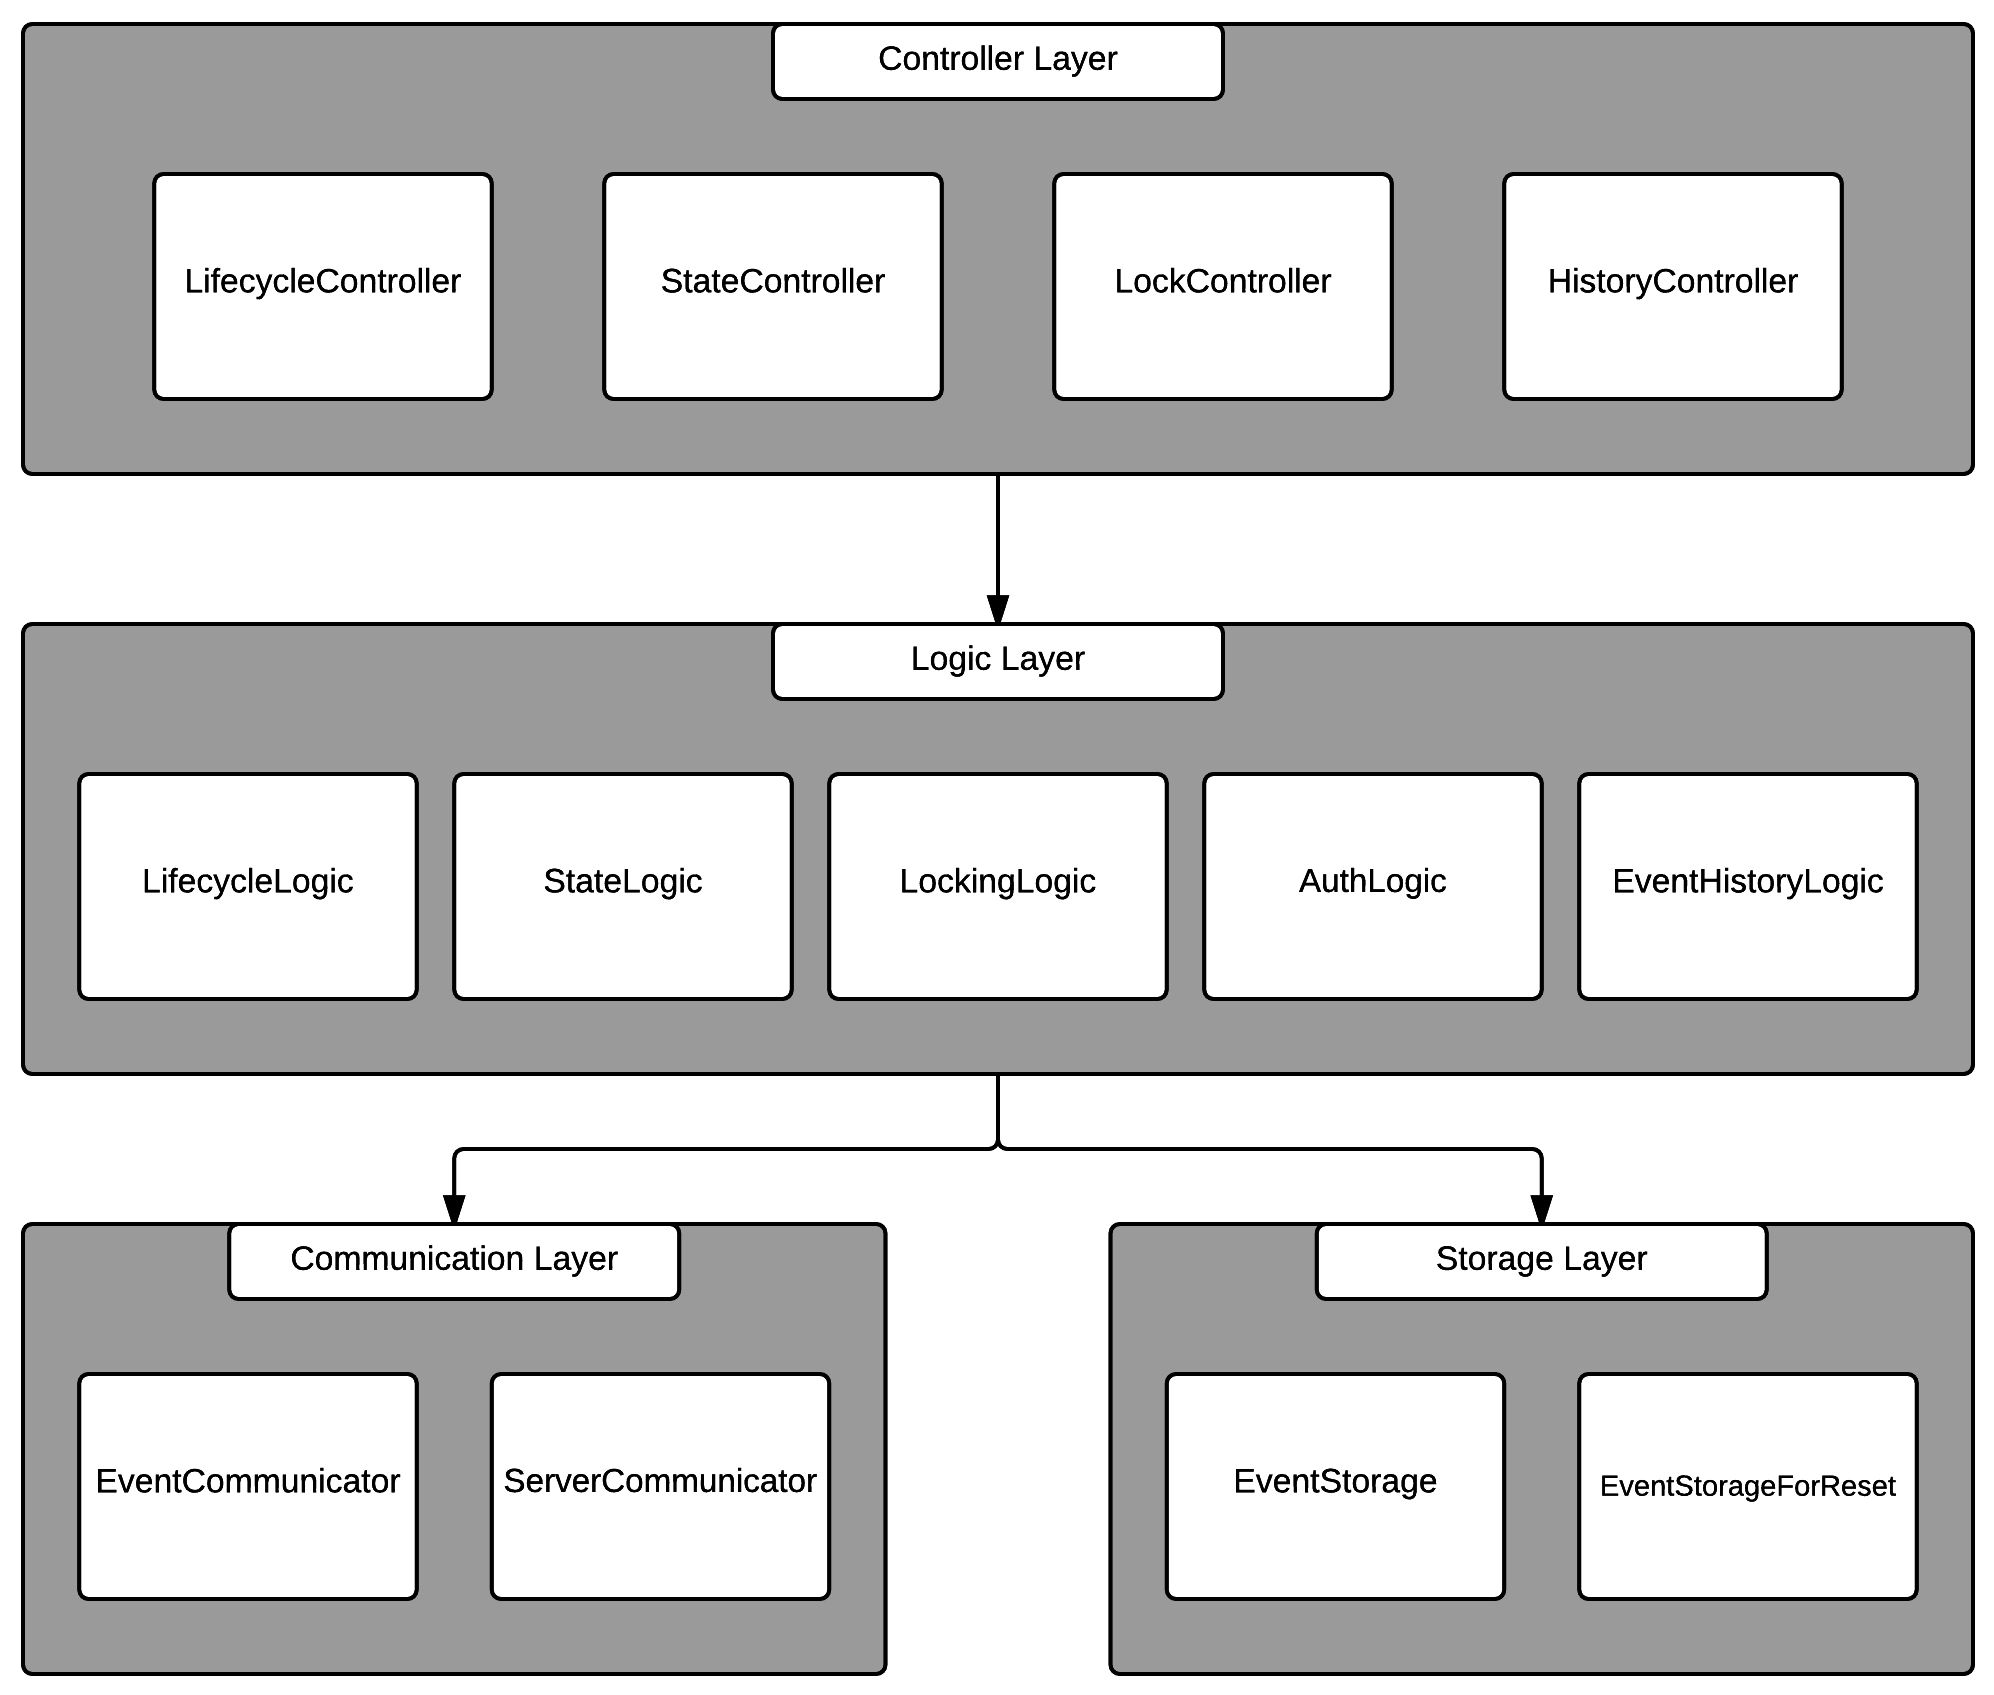 Controller Layer
LifecycleController
StateController
LockController
HistoryController
Logic Layer
LifecycleLogic
StateLogic
LockingLogic
AuthLogic
EventHistoryLogic
Communication Layer
EventCommunicator
ServerCommunicator
Storage Layer
EventStorage
EventStorageForReset